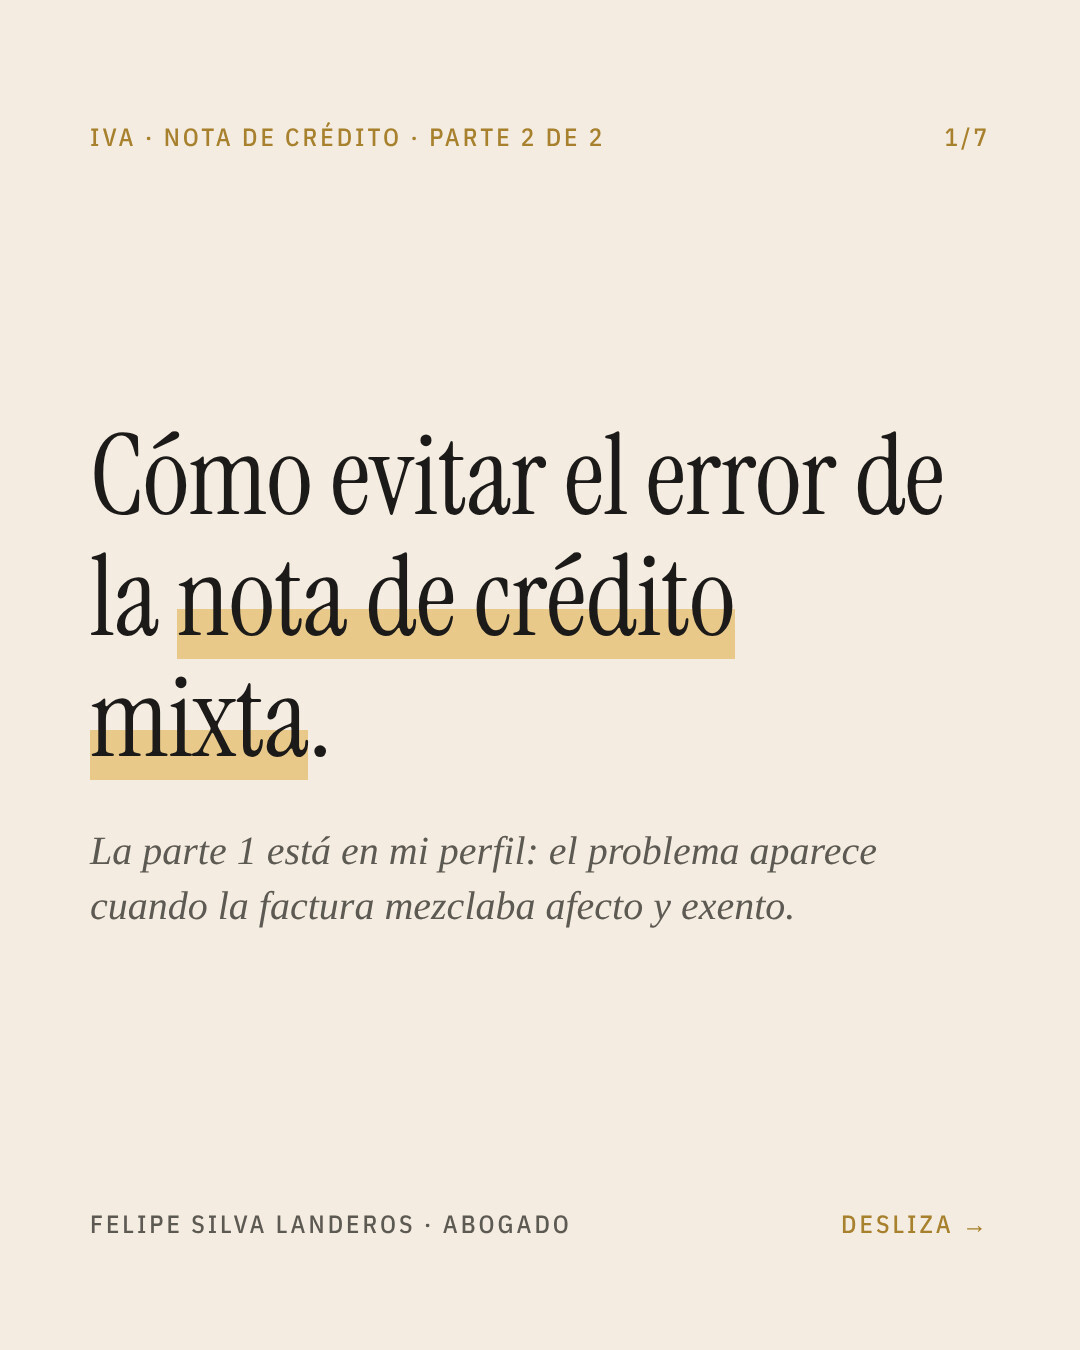 IVA · NOTA DE CRÉDITO · PARTE 2 DE 2
1/7
Cómo evitar el error de
la nota de crédito
mixta.
La parte 1 está en mi perfil: el problema aparece
cuando la factura mezclaba afecto y exento.
FELIPE SILVA LANDEROS · ABOGADO
DESLIZA →